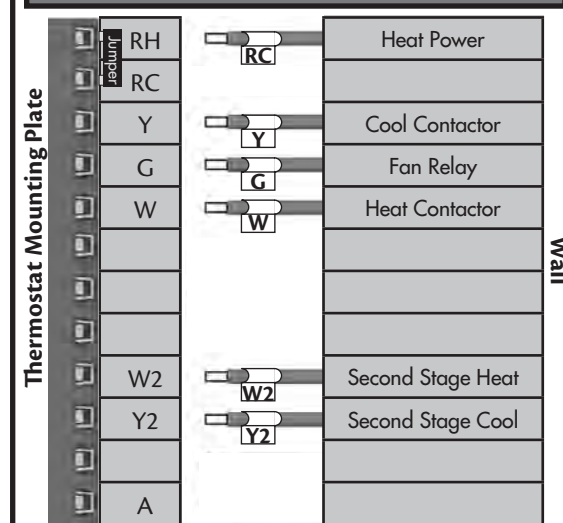 Thermostat Mounting Plate
Jumper
RH RC Heat Power
RC
Y Y Cool Contactor
G G Fan Relay
W W Heat Contactor
W2 W2 Second Stage Heat
Y2 Y2 Second Stage Cool
A
Wall